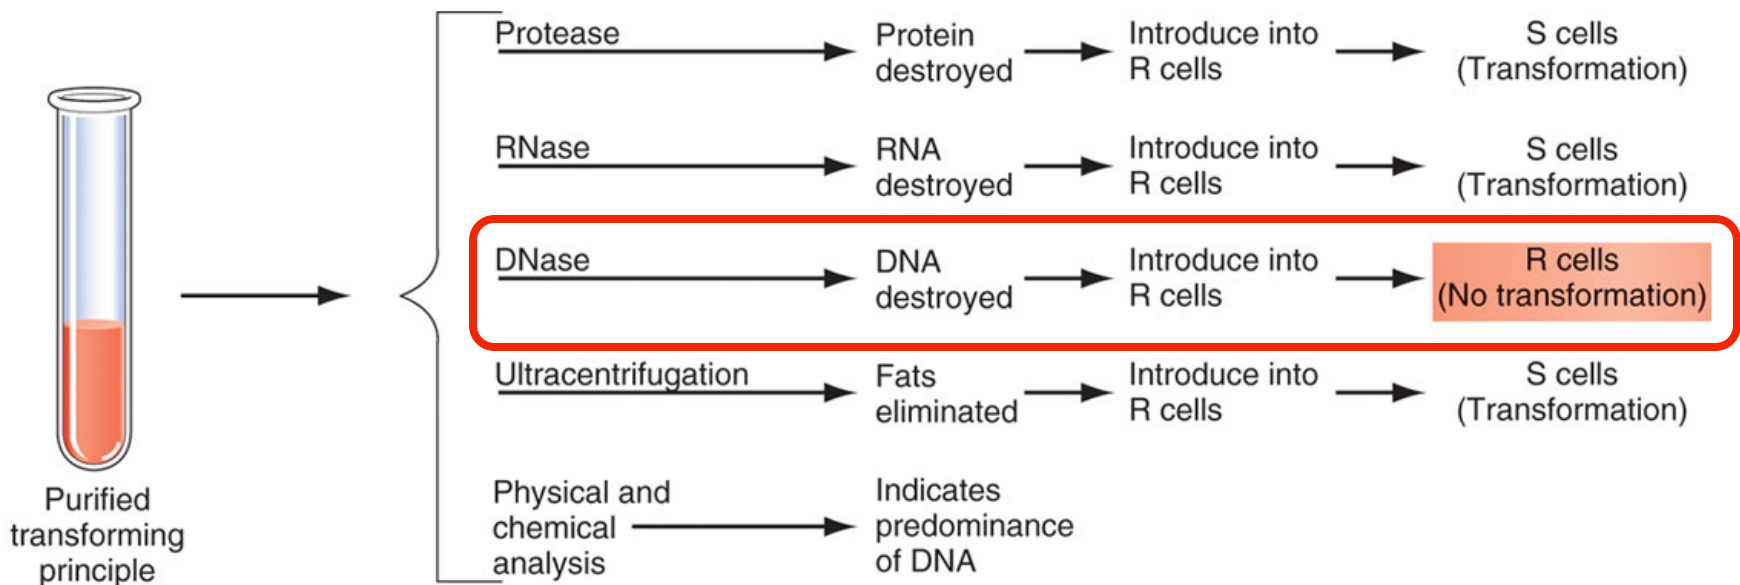 Purified
transforming
principle
Protease
Protein
destroyed
Introduce into
R cells
S cells
(Transformation)
RNase
RNA
destroyed
Introduce into
R cells
S cells
(Transformation)
DNase
DNA
destroyed
Introduce into
R cells
R cells
(No transformation)
Ultracentrifugation
Fats
eliminated
Introduce into
R cells
S cells
(Transformation)
Physical and
chemical
analysis
Indicates
predominance
of DNA